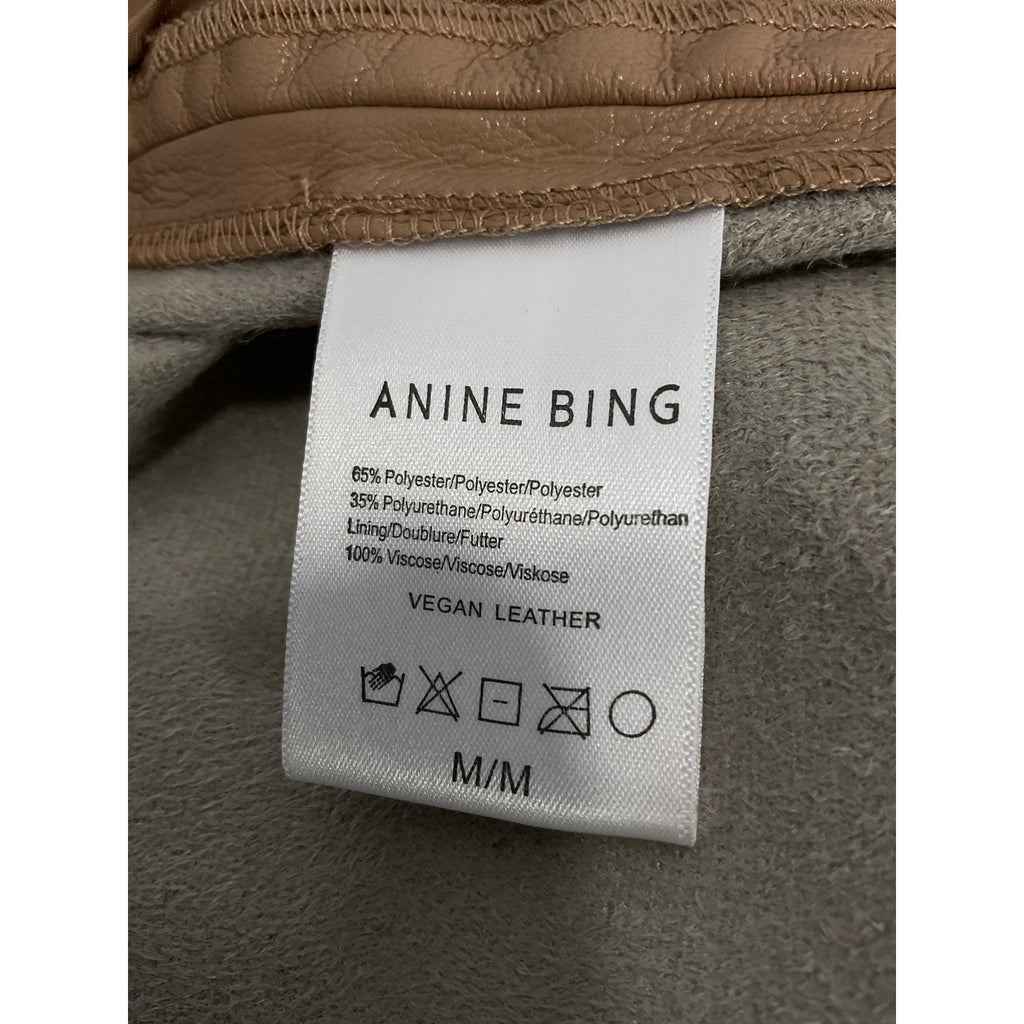 ANINE BING
65% Polyester/Polyester/Polyester
35% Polyurethane/Polyuréthane/Polyurethan
Lining/Doublure/Futter
100% Viscose/Viscose/Viskose
VEGAN LEATHER
M/M